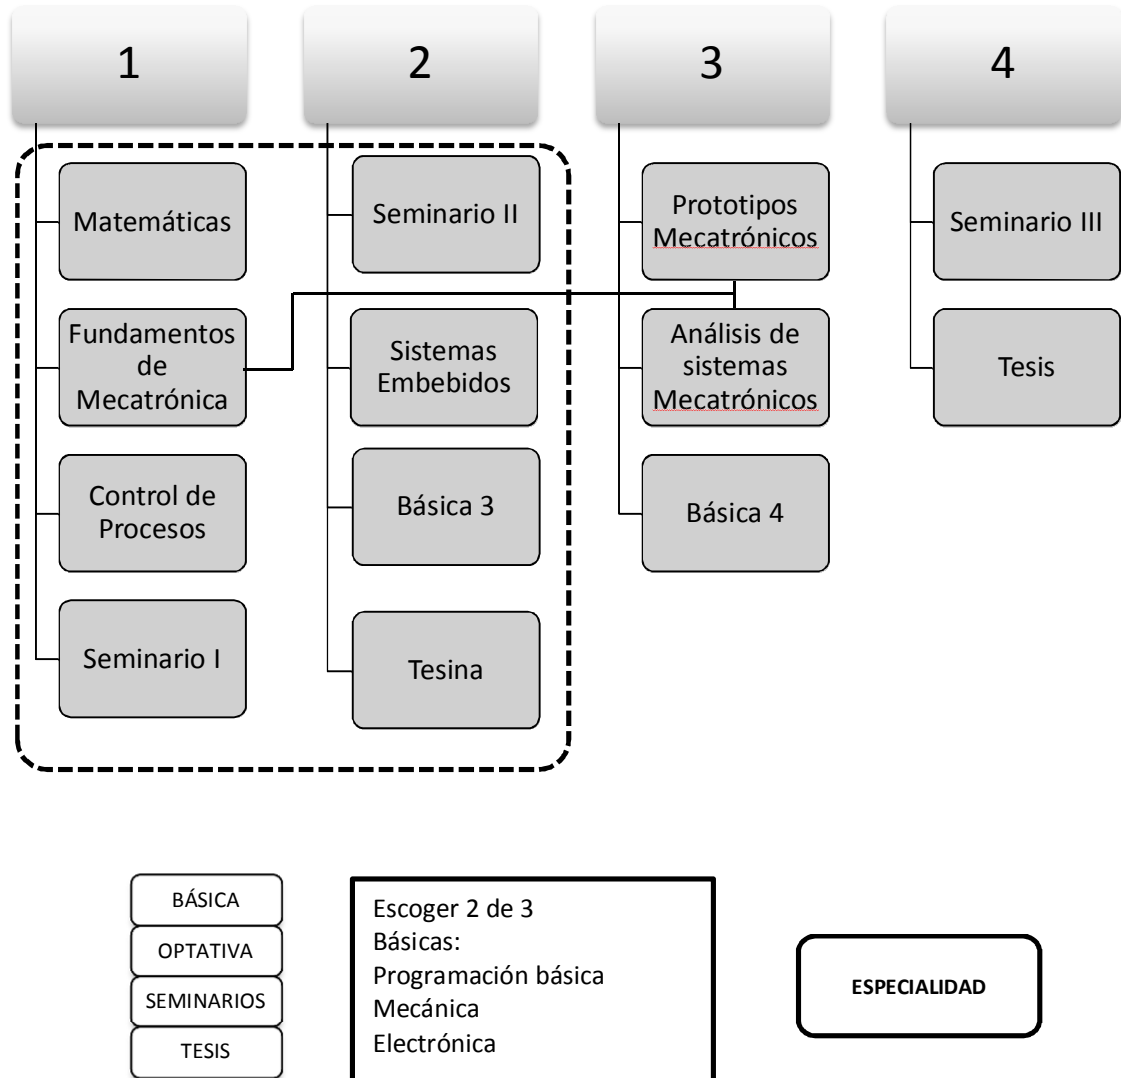 1
2
3
4
Matemáticas
Fundamentos
de
Mecatrónica
Control de
Procesos
Seminario I
Seminario II
Sistemas
Embebidos
Básica 3
Tesina
Prototipos
Mecatrónicos
Análisis de
sistemas
Mecatrónicos
Básica 4
Seminario III
Tesis
BÁSICA
OPTATIVA
SEMINARIOS
TESIS
Escoger 2 de 3
Básicas:
Programación básica
Mecánica
Electrónica
ESPECIALIDAD